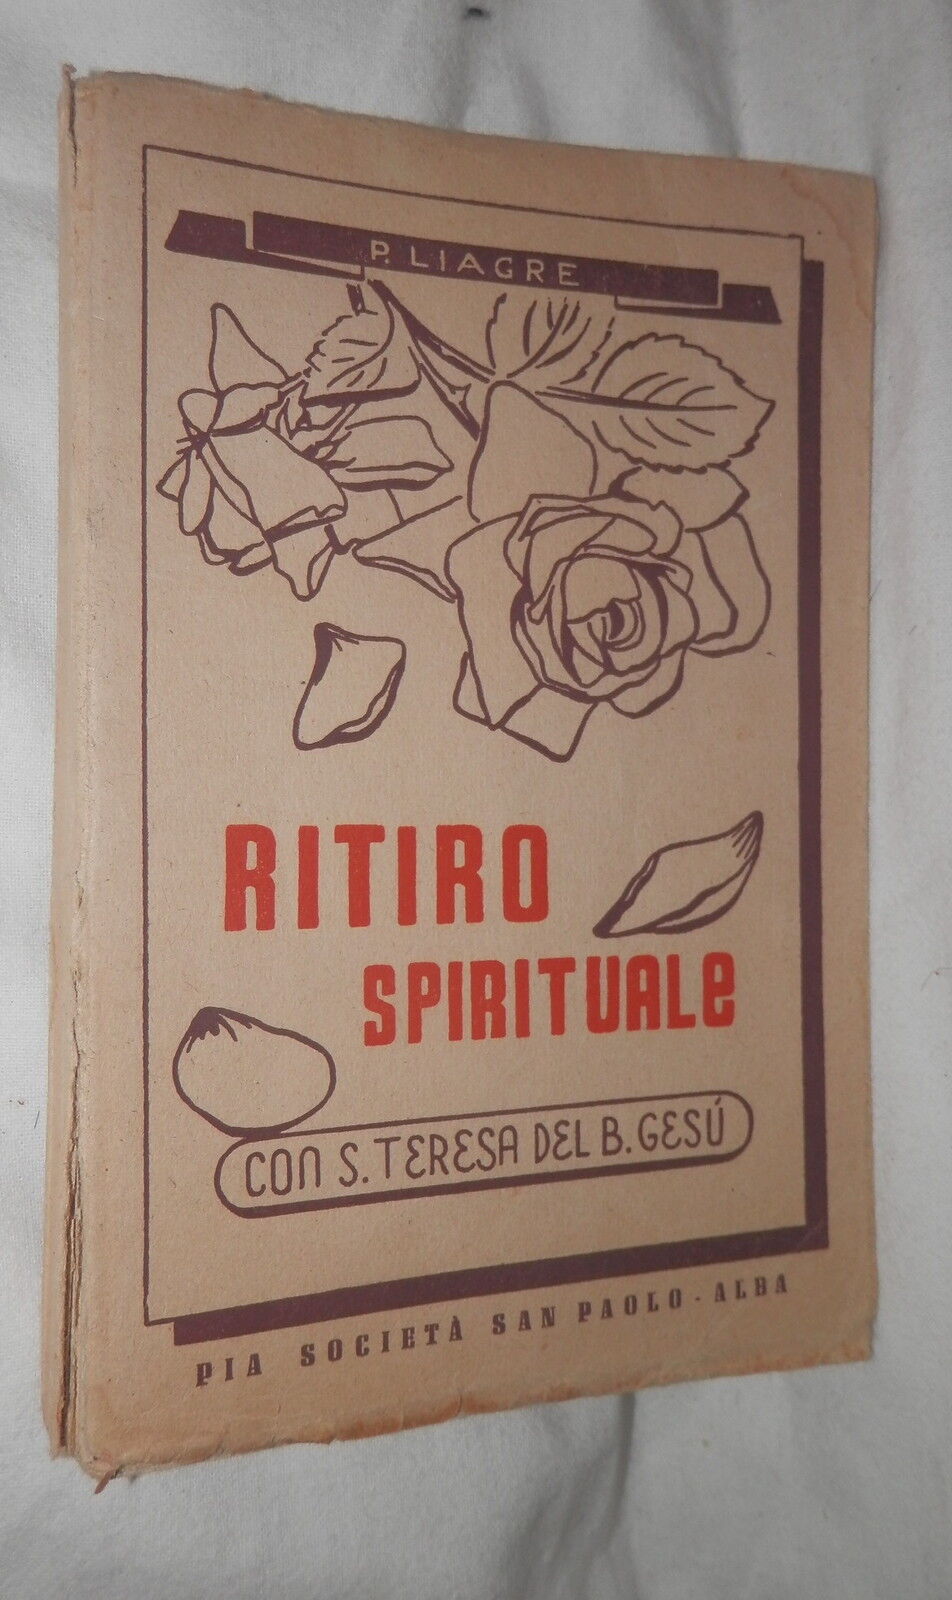 P. LIAGRE
RITIRO
SPIRITUALE
CON S. TERESA DEL B. GESÚ
PIA SOCIETÀ SAN PAOLO - ALBA